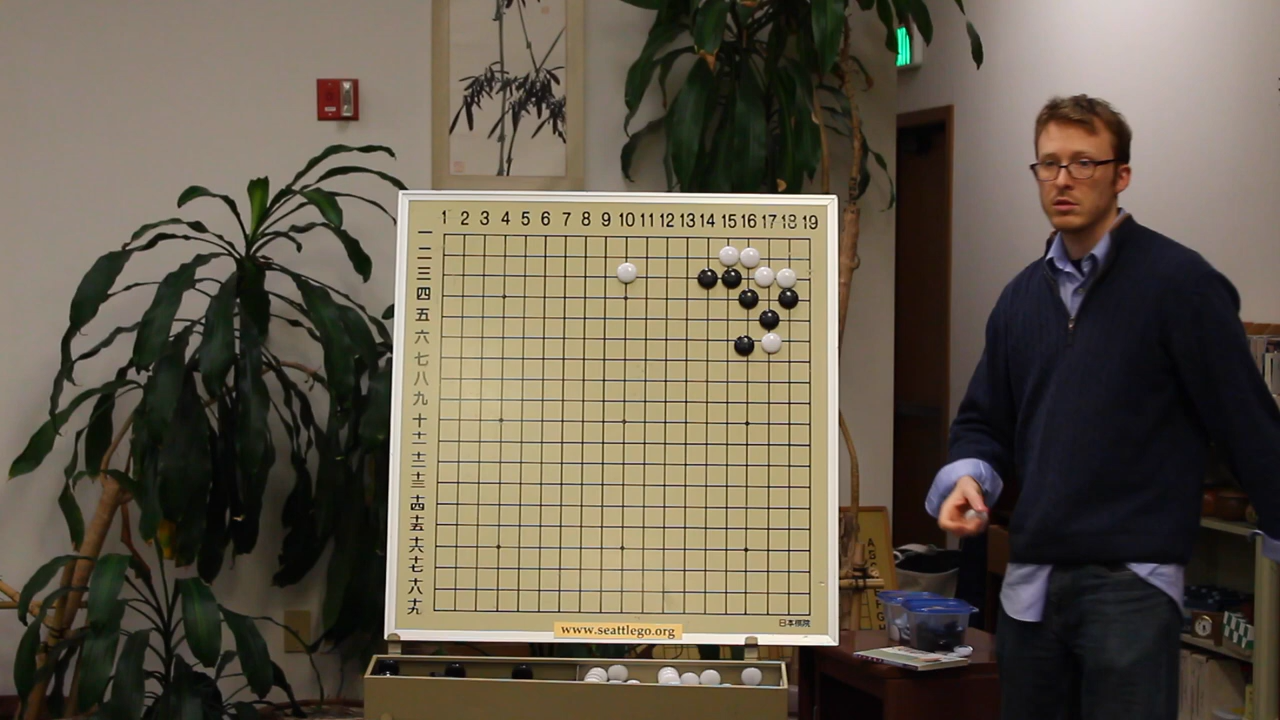 1 2 3 4 5 6 7 8 9 10 11 12 13 14 15 16 17 18 19
一
二
三
四
五
六
七
八
九
十
十一
十二
十三
十四
十五
十六
十七
十八
十九
日本棋院
www.seattlego.org